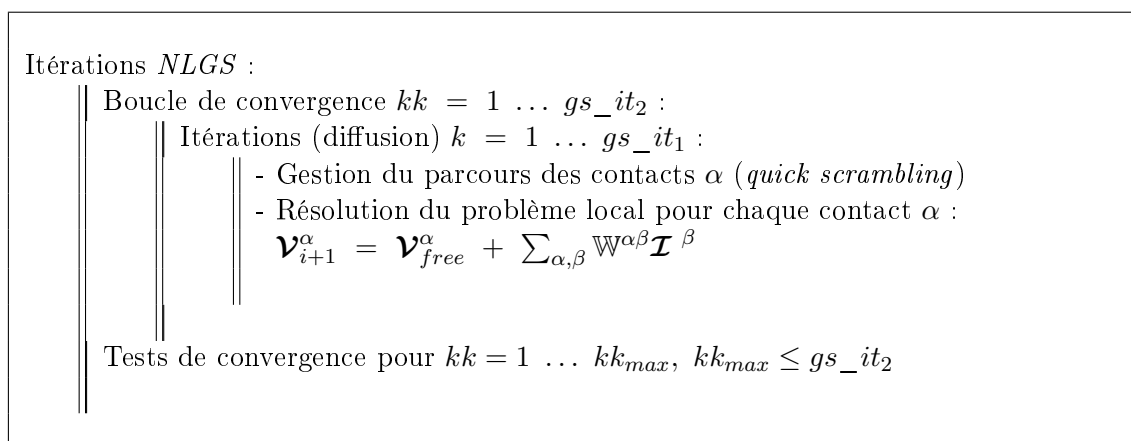 Itérations NLGS :
Boucle de convergence kk = 1 ... gs_it₂ :
Itérations (diffusion) k = 1 ... gs_it₁ :
- Gestion du parcours des contacts α (quick scrambling)
- Résolution du problème local pour chaque contact α :
𝓥^α_{i+1} = 𝓥^α_{free} + ∑_{α,β} 𝕎^{αβ} 𝓘^β
Tests de convergence pour kk = 1 ... kk_{max}, kk_{max} ≤ gs_it₂